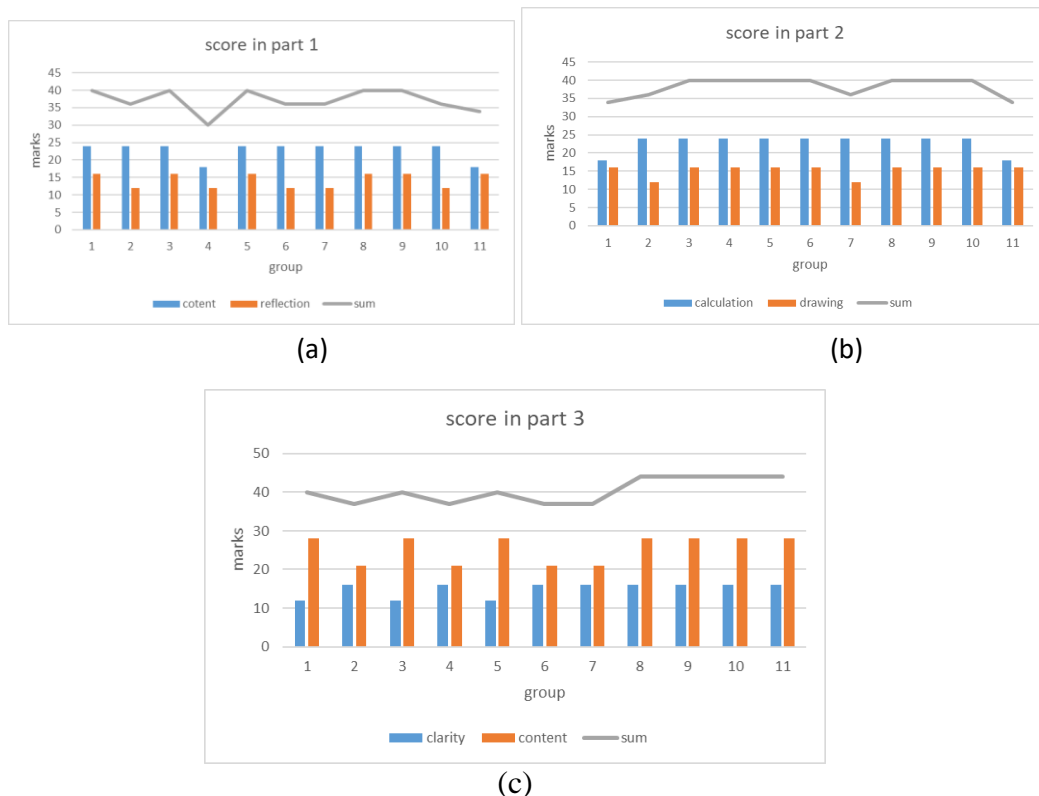 score in part 1
marks
45
40
35
30
25
20
15
10
5
0
1 2 3 4 5 6 7 8 9 10 11
group
cotent reflection sum
(a)
score in part 2
marks
45
40
35
30
25
20
15
10
5
0
1 2 3 4 5 6 7 8 9 10 11
group
calculation drawing sum
(b)
score in part 3
marks
50
40
30
20
10
0
1 2 3 4 5 6 7 8 9 10 11
group
clarity content sum
(c)